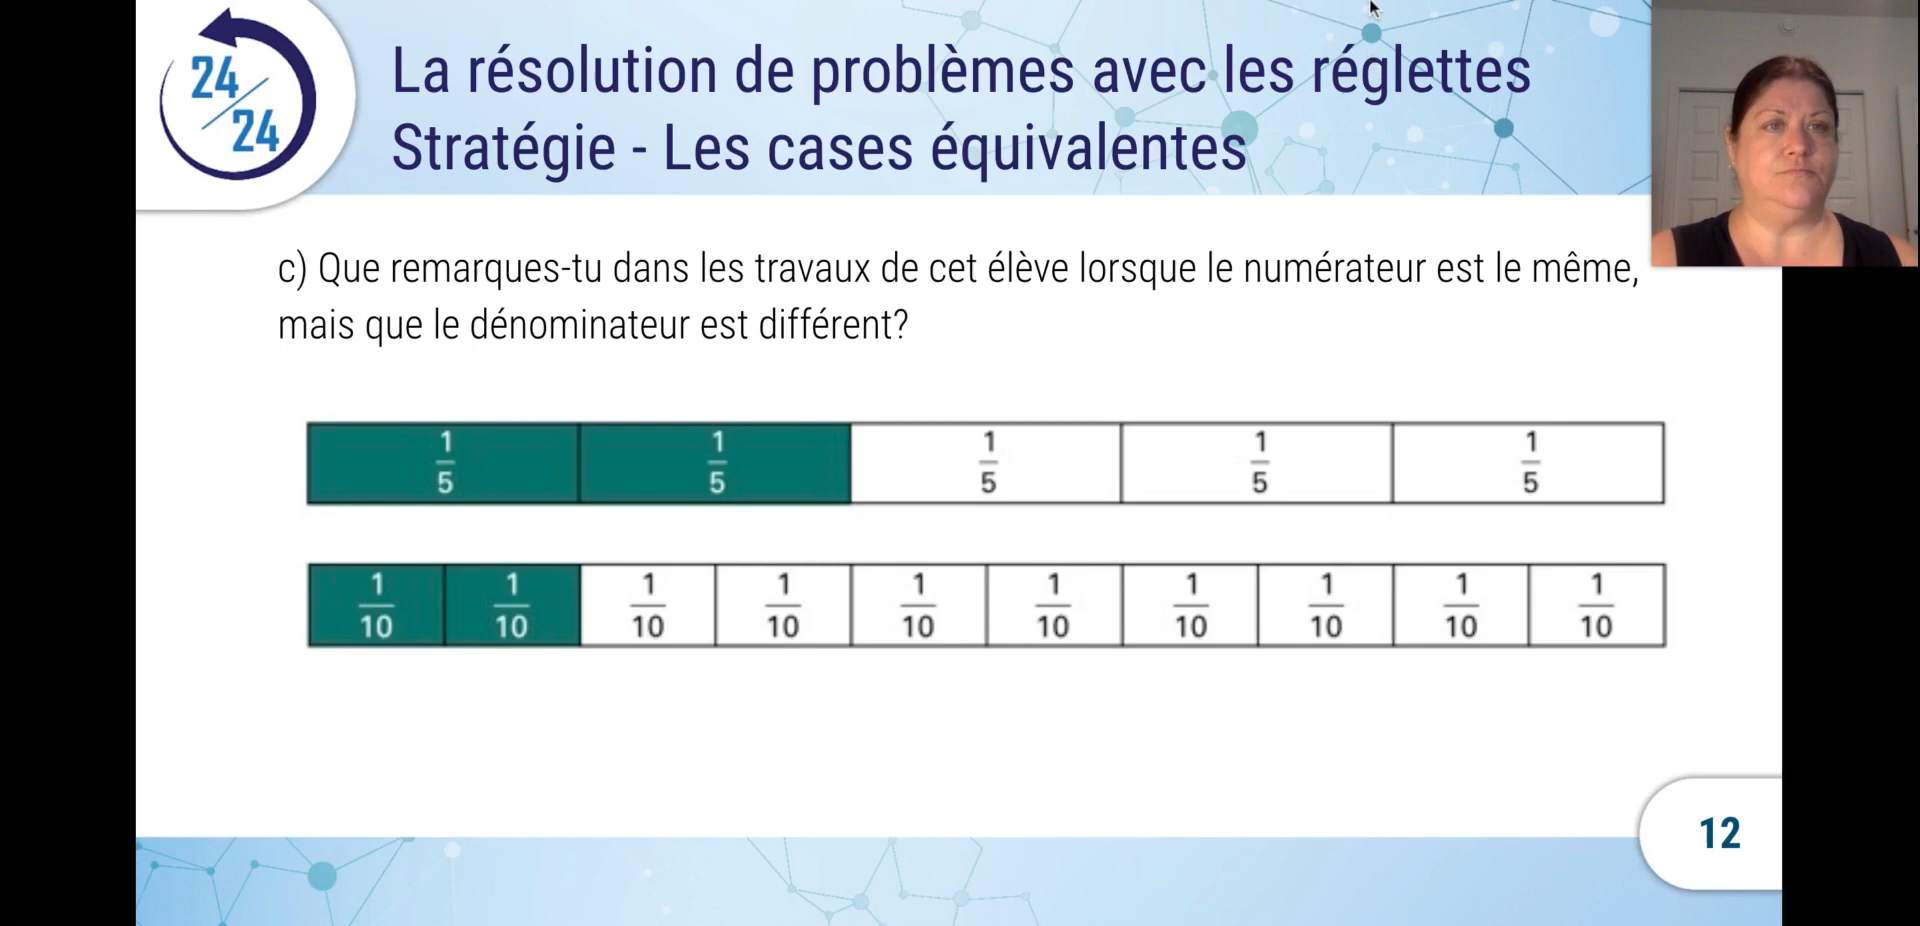 24/24
La résolution de problèmes avec les réglettes
Stratégie - Les cases équivalentes
c) Que remarques-tu dans les travaux de cet élève lorsque le numérateur est le même,
mais que le dénominateur est différent?
1/5 1/5 1/5 1/5 1/5
1/10 1/10 1/10 1/10 1/10 1/10 1/10 1/10 1/10 1/10
12